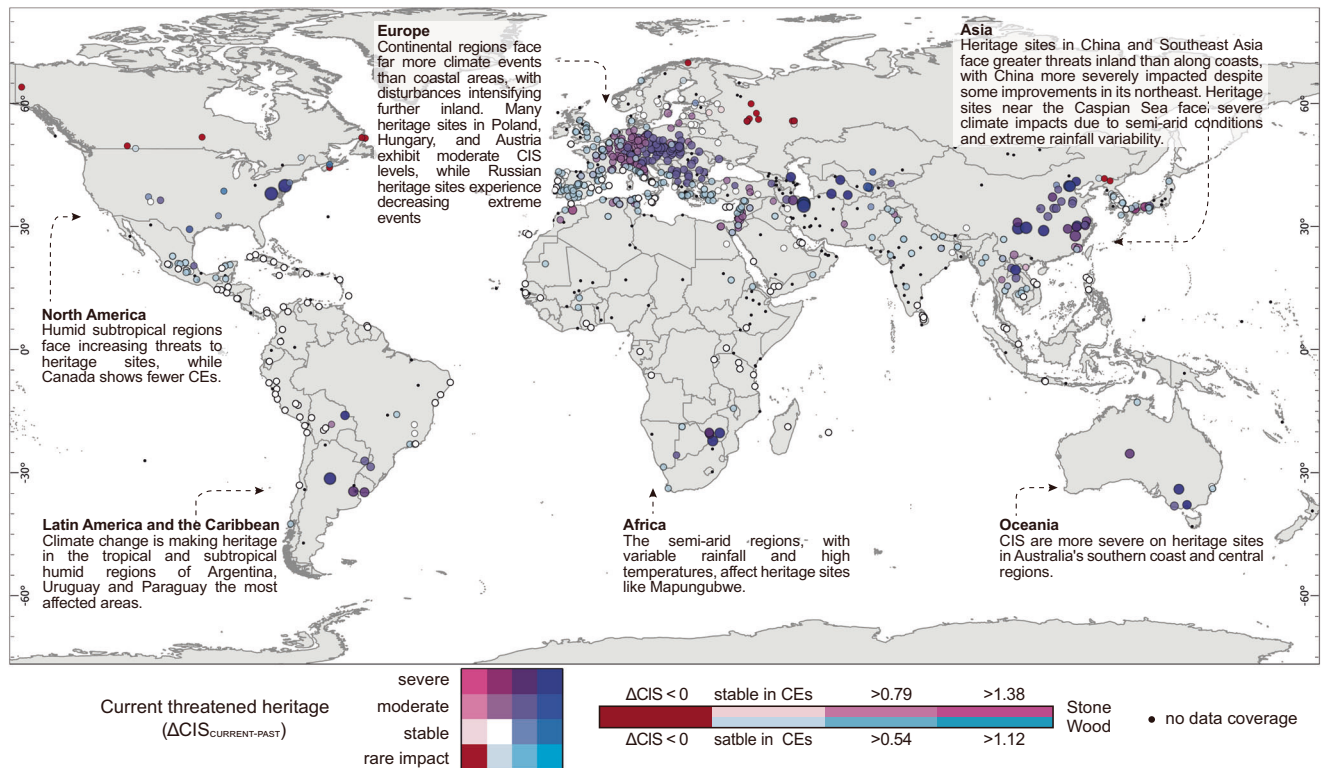 Europe
Continental regions face
far more climate events
than coastal areas, with
disturbances intensifying
further inland. Many
heritage sites in Poland,
Hungary, and Austria
exhibit moderate CIS
levels, while Russian
heritage sites experience
decreasing extreme
events
Asia
Heritage sites in China and Southeast Asia
face greater threats inland than along coasts,
with China more severely impacted despite
some improvements in its northeast. Heritage
sites near the Caspian Sea face severe
climate impacts due to semi-arid conditions
and extreme rainfall variability.
60°
30°
0°
-30°
-60°
60°
30°
0°
-30°
-60°
North America
Humid subtropical regions
face increasing threats to
heritage sites, while
Canada shows fewer CEs.
Latin America and the Caribbean
Climate change is making heritage
in the tropical and subtropical
humid regions of Argentina,
Uruguay and Paraguay the most
affected areas.
Africa
The semi-arid regions, with
variable rainfall and high
temperatures, affect heritage sites
like Mapungubwe.
Oceania
CIS are more severe on heritage sites
in Australia's southern coast and central
regions.
Current threatened heritage
(ΔCISCURRENT-PAST)
severe
moderate
stable
rare impact
ΔCIS < 0 stable in CEs >0.79 >1.38
Stone
Wood
ΔCIS < 0 satble in CEs >0.54 >1.12
no data coverage